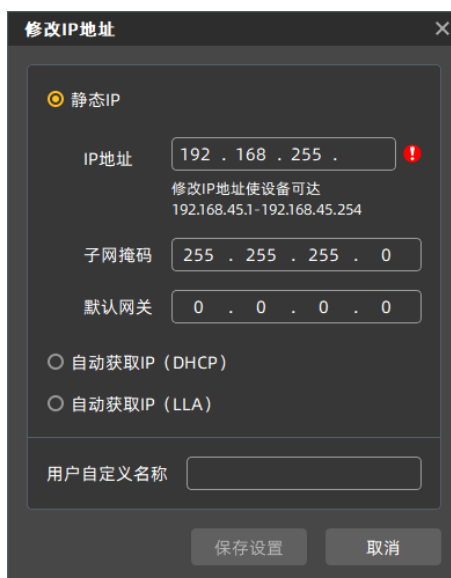 修改IP地址
静态IP
IP地址 192 . 168 . 255 .
修改IP地址使设备可达
192.168.45.1-192.168.45.254
子网掩码 255 . 255 . 255 . 0
默认网关 0 . 0 . 0 . 0
自动获取IP（DHCP）
自动获取IP（LLA）
用户自定义名称
保存设置 取消